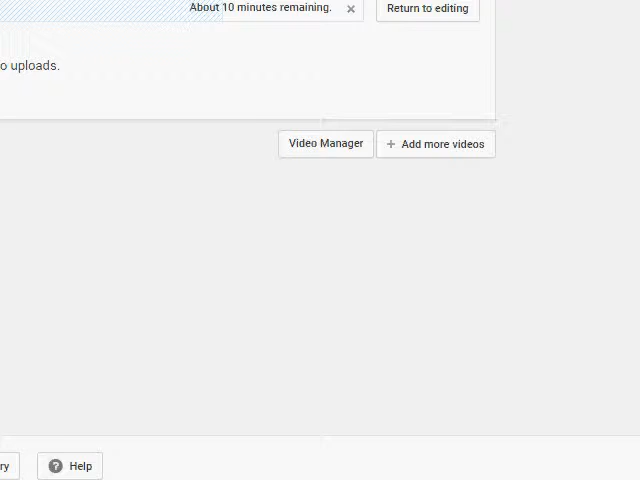 About 10 minutes remaining.
Return to editing
o uploads.
Video Manager
+ Add more videos
ry
? Help